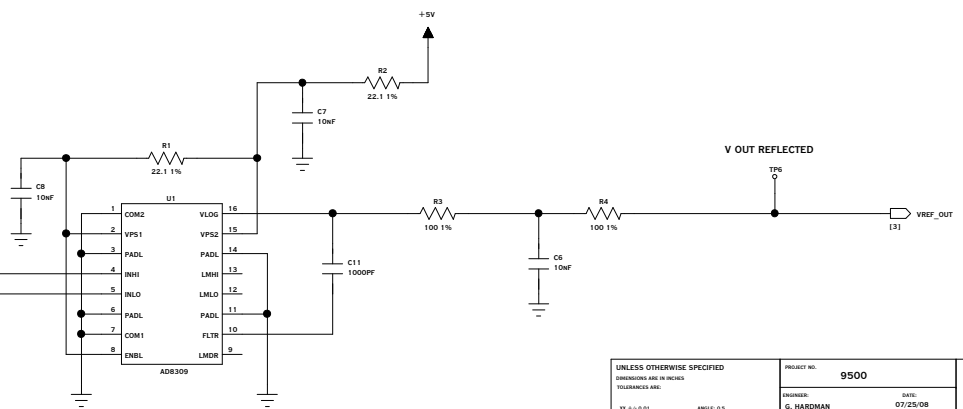 +5V
R2
22.1 1%
C7
10NF
R1
22.1 1%
V OUT REFLECTED
TP6
C8
10NF
U1
1 COM2 VLOG 16
2 VPS1 VPS2 15
3 PADL PADL 14
4 INHI LMHI 13
5 INLO LMLO 12
6 PADL PADL 11
7 COM1 FLTR 10
8 ENBL LMDR 9
AD8309
R3
100 1%
R4
100 1%
VREF_OUT
[3]
C11
1000PF
C6
10NF
UNLESS OTHERWISE SPECIFIED
DIMENSIONS ARE IN INCHES
TOLERANCES ARE:
PROJECT NO.
9500
ENGINEER:
G. HARDMAN
DATE:
07/25/08